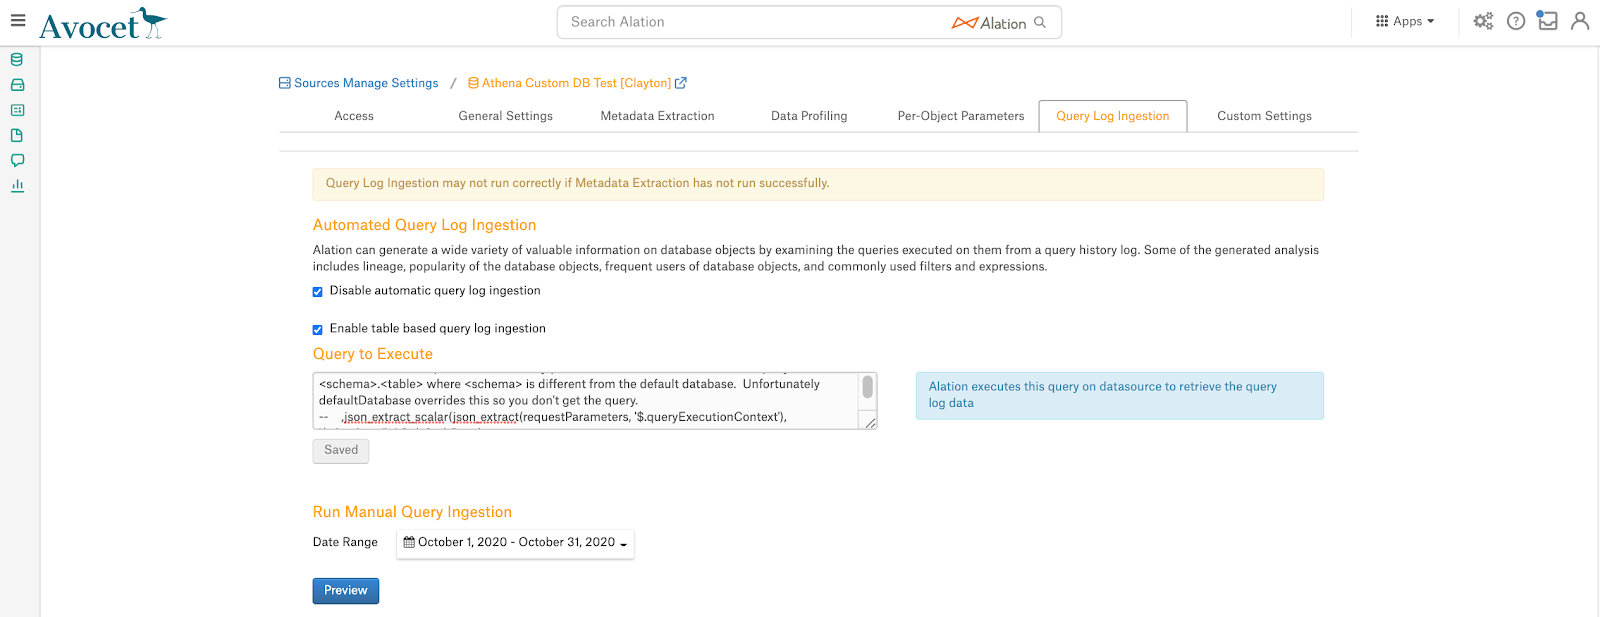 Avocet
Search Alation
Alation
Apps
Sources Manage Settings / Athena Custom DB Test [Clayton]
Access
General Settings
Metadata Extraction
Data Profiling
Per-Object Parameters
Query Log Ingestion
Custom Settings
Query Log Ingestion may not run correctly if Metadata Extraction has not run successfully.
Automated Query Log Ingestion
Alation can generate a wide variety of valuable information on database objects by examining the queries executed on them from a query history log. Some of the generated analysis
includes lineage, popularity of the database objects, frequent users of database objects, and commonly used filters and expressions.
Disable automatic query log ingestion
Enable table based query log ingestion
Query to Execute
<schema>.<table> where <schema> is different from the default database. Unfortunately
defaultDatabase overrides this so you don't get the query.
-- ,json_extract_scalar(json_extract(requestParameters, '$.queryExecutionContext'),
Alation executes this query on datasource to retrieve the query
log data
Saved
Run Manual Query Ingestion
Date Range
October 1, 2020 - October 31, 2020
Preview